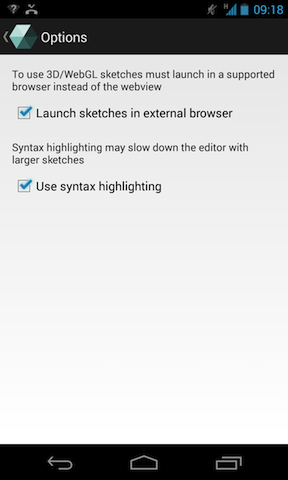 H 09:18
Options
To use 3D/WebGL sketches must launch in a supported
browser instead of the webview
Launch sketches in external browser
Syntax highlighting may slow down the editor with
larger sketches
Use syntax highlighting